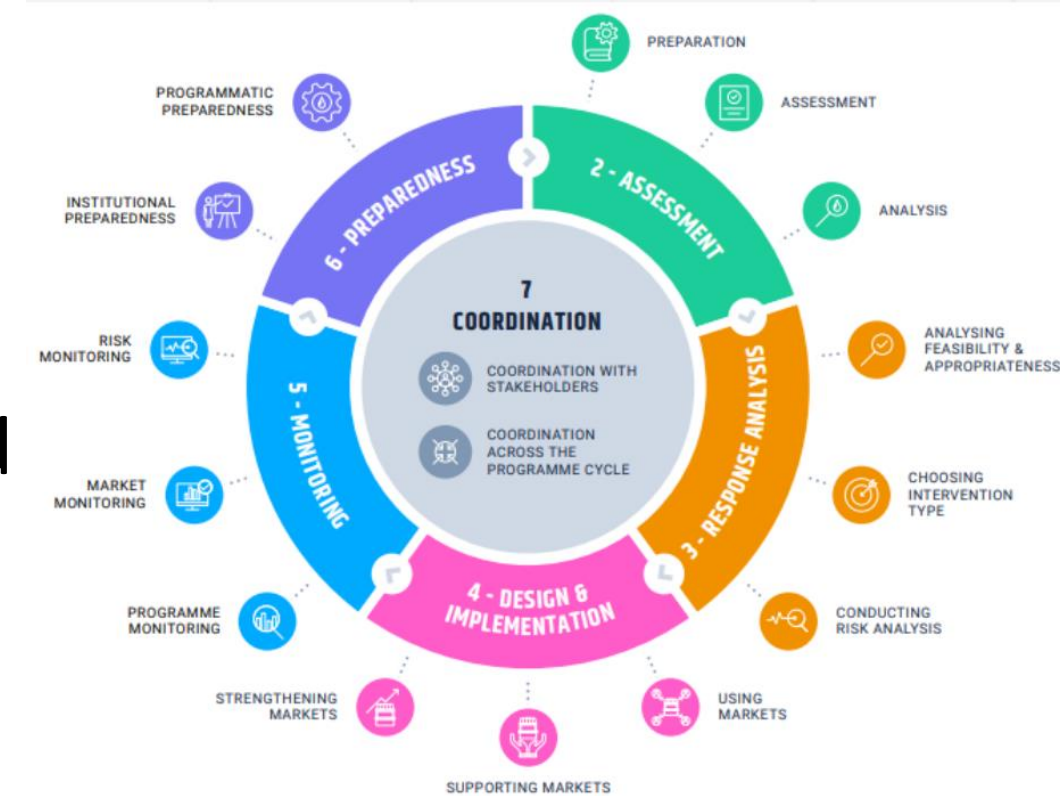 PREPARATION
ASSESSMENT
ANALYSIS
2 - ASSESSMENT
ANALYSING
FEASIBILITY &
APPROPRIATENESS
CHOOSING
INTERVENTION
TYPE
CONDUCTING
RISK ANALYSIS
3 - RESPONSE ANALYSIS
USING
MARKETS
SUPPORTING MARKETS
STRENGTHENING
MARKETS
4 - DESIGN &
IMPLEMENTATION
PROGRAMME
MONITORING
MARKET
MONITORING
RISK
MONITORING
5 - MONITORING
INSTITUTIONAL
PREPAREDNESS
PROGRAMMATIC
PREPAREDNESS
6 - PREPAREDNESS
7
COORDINATION
COORDINATION WITH
STAKEHOLDERS
COORDINATION
ACROSS THE
PROGRAMME CYCLE